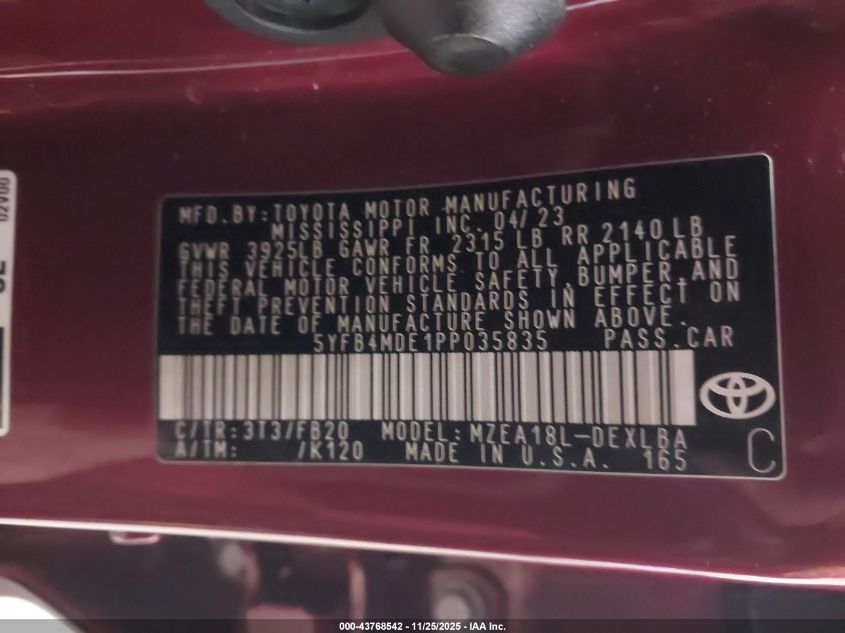 MFD.BY:TOYOTA MOTOR MANUFACTURING
MISSISSIPPI INC. 04/23
GVWR 3925LB GAWR FR 2315 LB RR 2140 LB
THIS VEHICLE CONFORMS TO ALL APPLICABLE
FEDERAL MOTOR VEHICLE SAFETY,BUMPER,AND
THEFT PREVENTION STANDARDS IN EFFECT ON
THE DATE OF MANUFACTURE SHOWN ABOVE.
5YFB4MDE1PP035835 PASS.CAR
C/TR:3T3/FB20 MODEL:MZEA18L-DEXLBA
A/TM: /K120 MADE IN U.S.A. 165
C
000-43768542 - 11/25/2025 - IAA Inc.